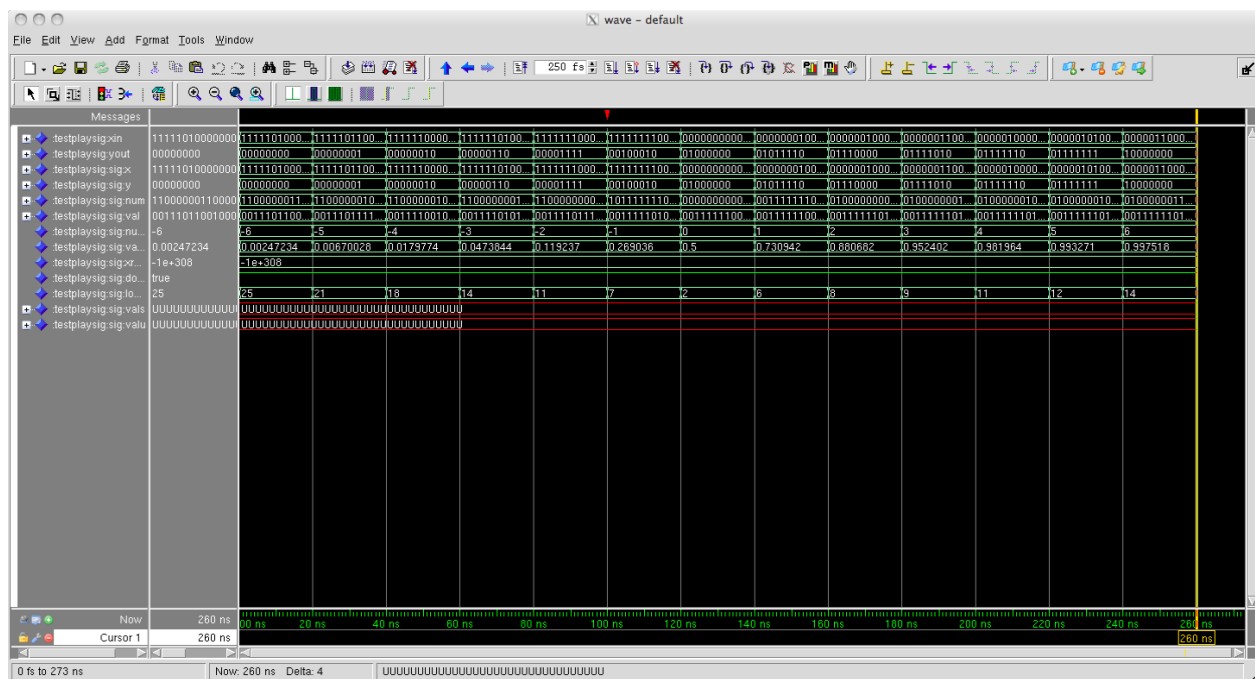 wave - default
File Edit View Add Format Tools Window
250 fs
Messages
:testplaysig:xin 11111010000000 1111101000... 1111101100... 1111110000... 1111110100... 1111111000... 1111111100... 0000000000... 0000000100... 0000001000... 0000001100... 0000010000... 0000010100... 0000011000...
:testplaysig:yout 00000000 00000000 00000001 00000010 00000110 00001111 00100010 01000000 01011110 01110000 01111010 01111110 01111111 10000000
:testplaysig:sig:x 11111010000000 1111101000... 1111101100... 1111110000... 1111110100... 1111111000... 1111111100... 0000000000... 0000000100... 0000001000... 0000001100... 0000010000... 0000010100... 0000011000...
:testplaysig:sig:y 00000000 00000000 00000001 00000010 00000110 00001111 00100010 01000000 01011110 01110000 01111010 01111110 01111111 10000000
:testplaysig:sig:num 11000000110000 1100000011... 1100000010... 1100000010... 1100000001... 1100000000... 1011111110... 0000000000... 0011111110... 0100000000... 0100000001... 0100000010... 0100000010... 0100000011...
:testplaysig:sig:val 00111011001000 0011101100... 0011101111... 0011110010... 0011110101... 0011110111... 0011111010... 0011111100... 0011111100... 0011111101... 0011111101... 0011111101... 0011111101... 0011111101...
:testplaysig:sig:nu... -6 -6 -5 -4 -3 -2 -1 0 1 2 3 4 5 6
:testplaysig:sig:va... 0.00247234 0.00247234 0.00670028 0.0179774 0.0473844 0.119237 0.269036 0.5 0.730942 0.880682 0.952402 0.981964 0.993271 0.997518
:testplaysig:sig:xr... -1e+308 -1e+308
:testplaysig:sig:do... true
:testplaysig:sig:lo... 25 25 21 18 14 11 7 2 6 8 9 11 12 14
:testplaysig:sig:vals
:testplaysig:sig:valu
Now 260 ns 00 ns 20 ns 40 ns 60 ns 80 ns 100 ns 120 ns 140 ns 160 ns 180 ns 200 ns 220 ns 240 ns 260 ns
Cursor 1 260 ns 260 ns
0 fs to 273 ns Now: 260 ns Delta: 4 UUUUUUUUUUUUUUUUUUUUUUUUUUUUUUUU